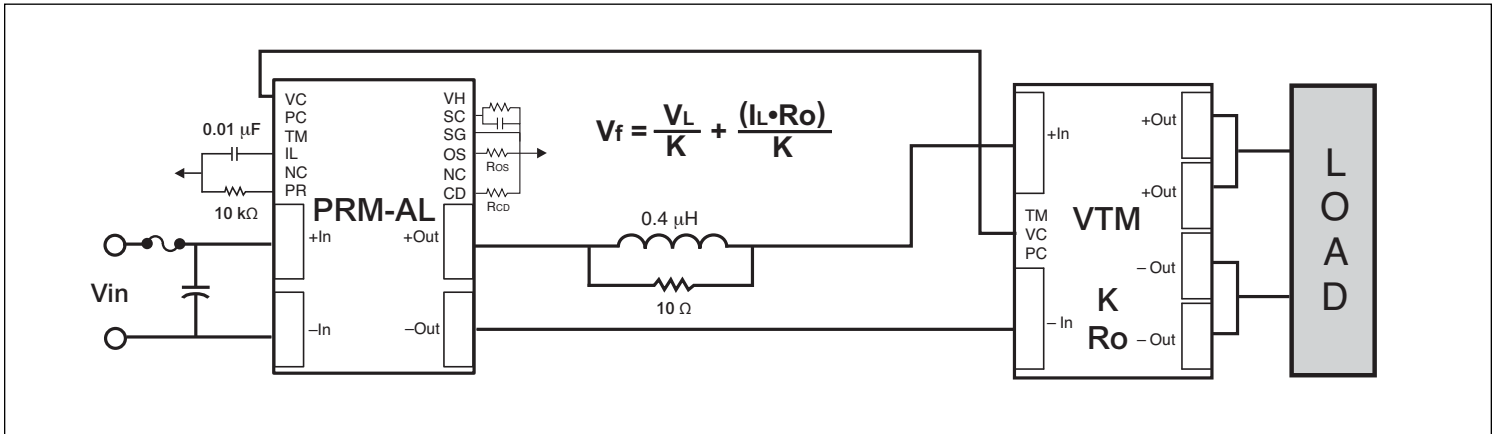 VC
PC
TM
IL
NC
PR
VH
SC
SG
OS
NC
CD
0.01 µF
10 kΩ
ROS
RCD
PRM-AL
+In
–In
+Out
–Out
Vin
Vf = VL/K + (IL•Ro)/K
0.4 µH
10 Ω
+In
TM
VC
PC
– In
VTM
K
Ro
+Out
+Out
– Out
– Out
LOAD